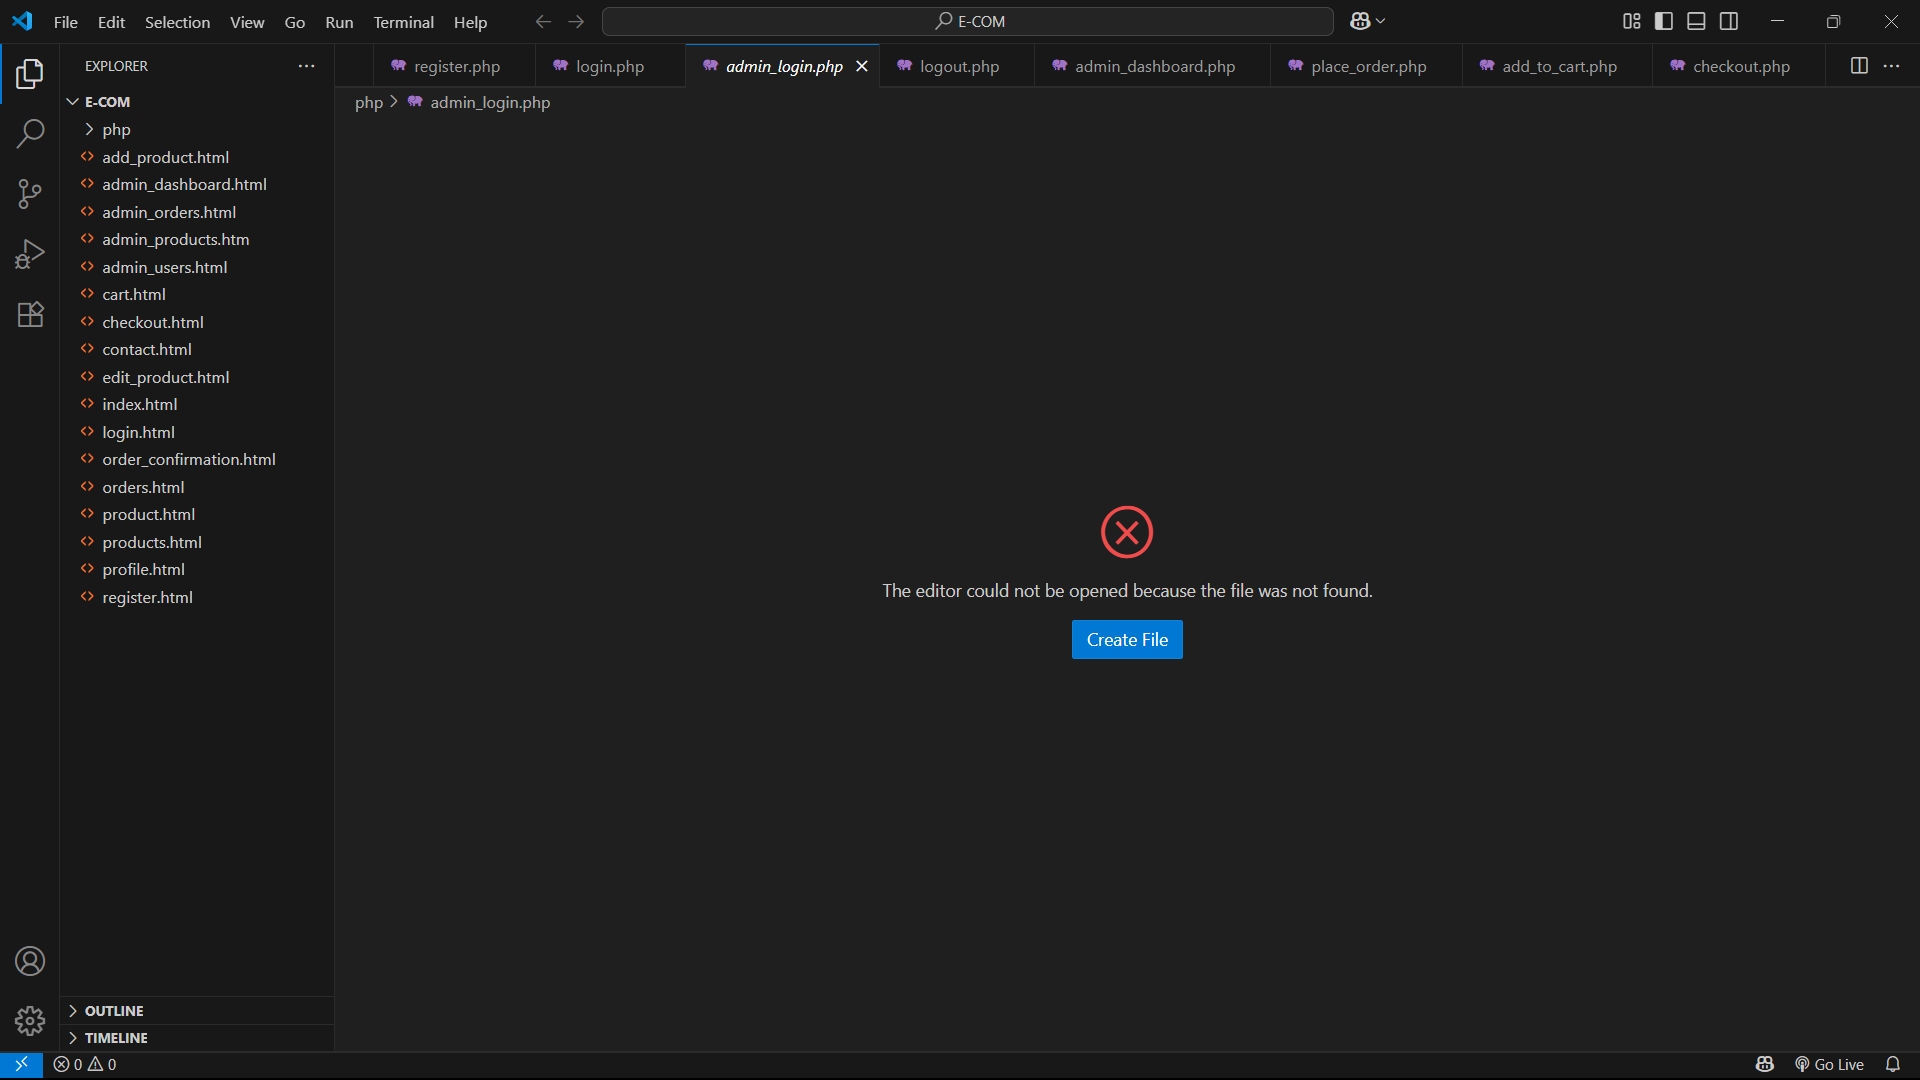 File Edit Selection View Go Run Terminal Help
E-COM
EXPLORER
register.php
login.php
admin_login.php
logout.php
admin_dashboard.php
place_order.php
add_to_cart.php
checkout.php
php > admin_login.php
E-COM
php
add_product.html
admin_dashboard.html
admin_orders.html
admin_products.htm
admin_users.html
cart.html
checkout.html
contact.html
edit_product.html
index.html
login.html
order_confirmation.html
orders.html
product.html
products.html
profile.html
register.html
The editor could not be opened because the file was not found.
Create File
OUTLINE
TIMELINE
0 0
Go Live